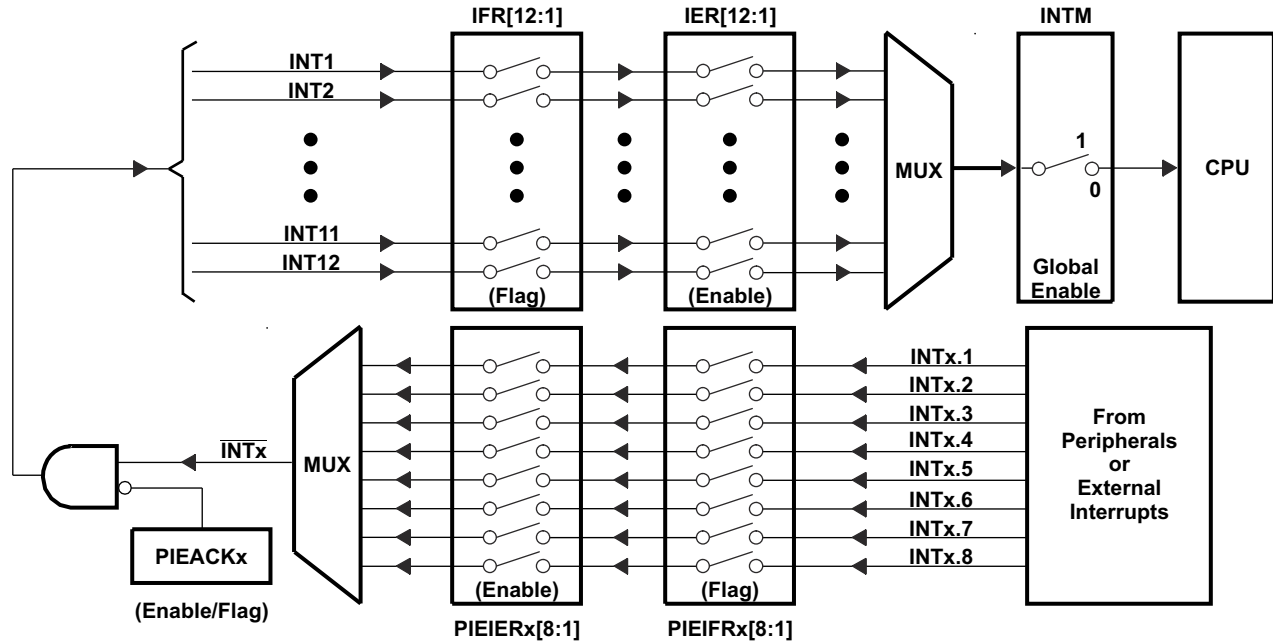 IFR[12:1]
IER[12:1]
INTM
INT1
INT2
1
MUX
CPU
0
INT11
INT12
Global
Enable
(Flag)
(Enable)
INTx.1
INTx.2
INTx.3
From
Peripherals
or
External
Interrupts
INTx
MUX
INTx.4
INTx.5
INTx.6
INTx.7
INTx.8
PIEACKx
(Enable/Flag)
(Enable)
(Flag)
PIEIERx[8:1]
PIEIFRx[8:1]